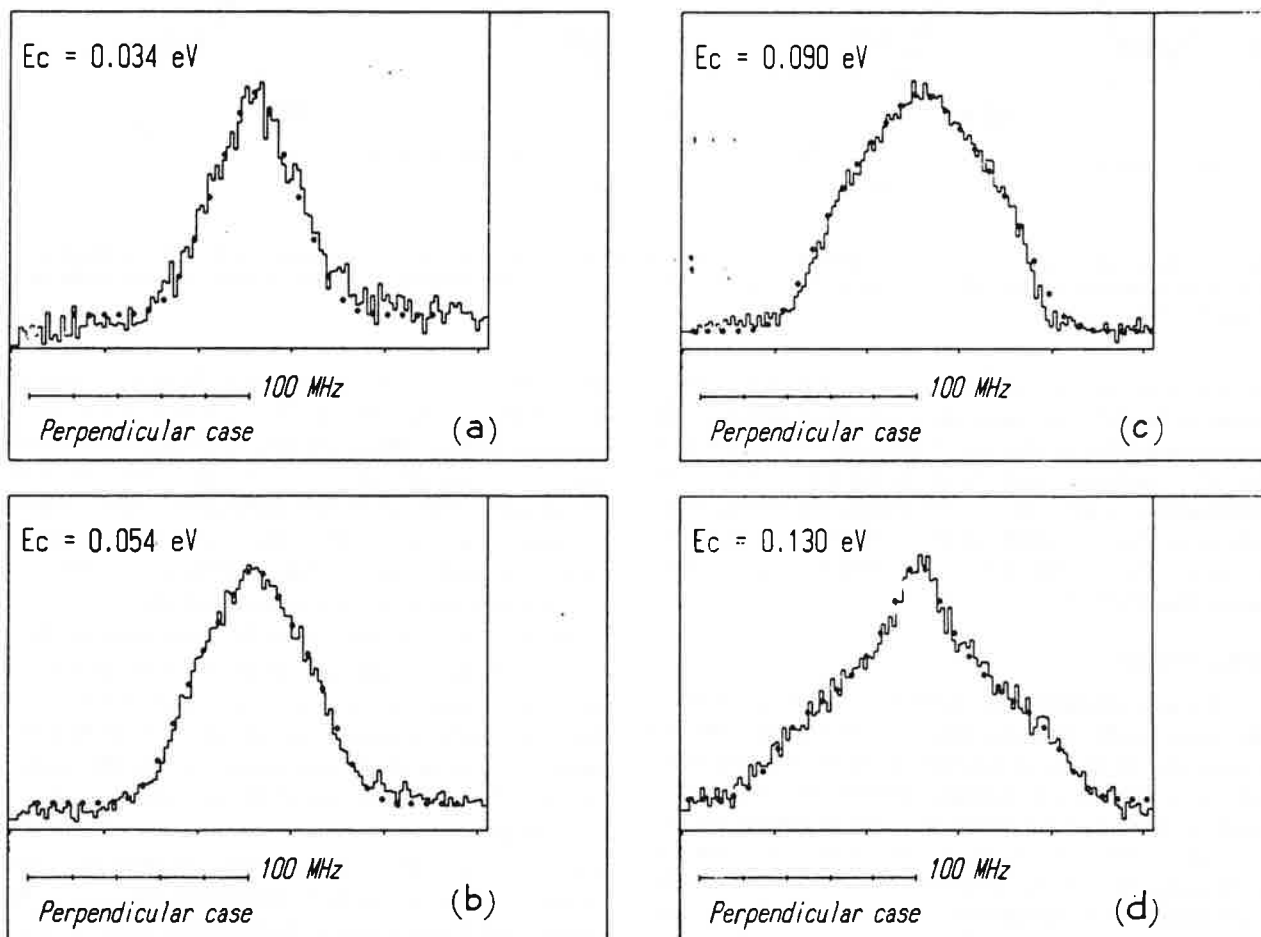 Ec = 0.034 eV
100 MHz
Perpendicular case
(a)
Ec = 0.090 eV
100 MHz
Perpendicular case
(c)
Ec = 0.054 eV
100 MHz
Perpendicular case
(b)
Ec = 0.130 eV
100 MHz
Perpendicular case
(d)